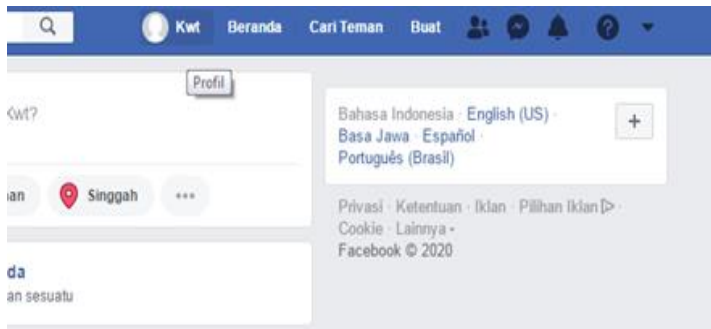 Kwt Beranda Cari Teman Buat
Profil
Kwt?
Singgah
Bahasa Indonesia · English (US) ·
Basa Jawa · Español ·
Português (Brasil)
Privasi · Ketentuan · Iklan · Pilihan Iklan ·
Cookie · Lainnya
Facebook © 2020
da
an sesuatu